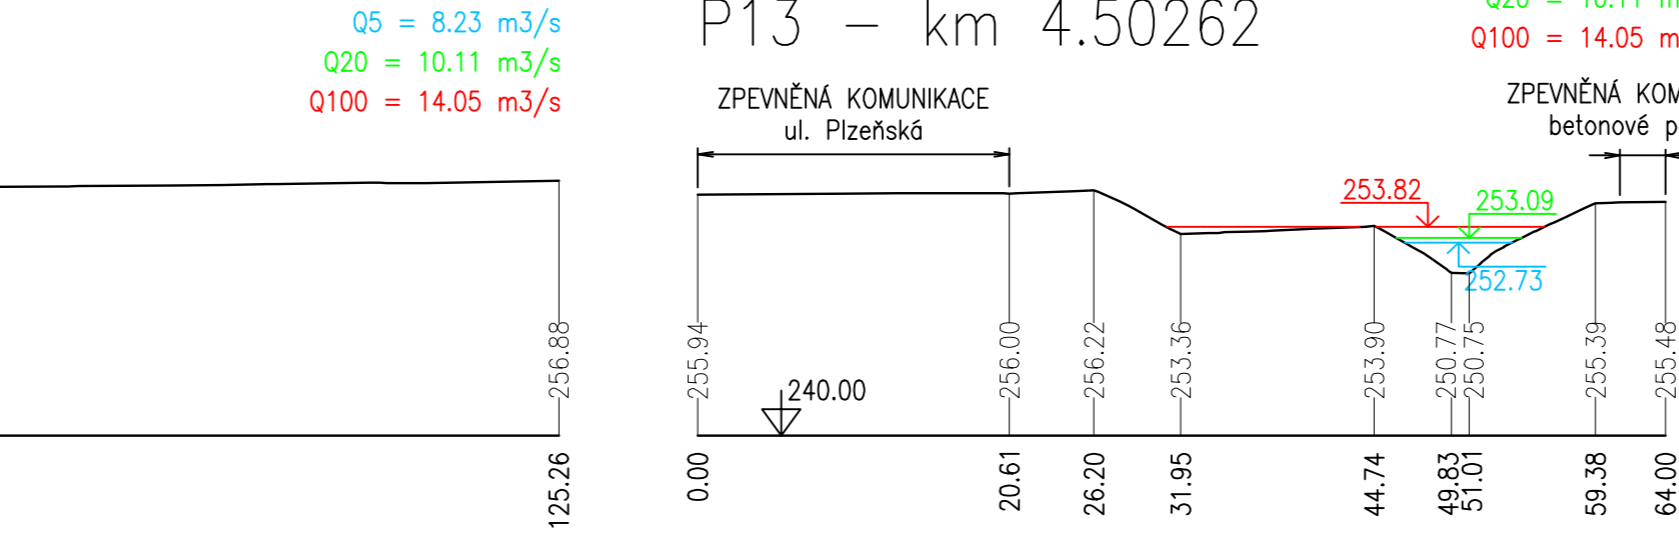 Q5 = 8.23 m3/s
Q20 = 10.11 m3/s
Q100 = 14.05 m3/s
P13 – km 4.50262
Q100 = 14.05
ZPEVNĚNÁ KOMUNIKACE
ul. Plzeňská
ZPEVNĚNÁ
betonové
253.82
253.09
252.73
256.88
255.94
256.00
256.22
253.36
253.90
250.77
250.75
255.39
255.48
240.00
125.26
0.00
20.61
26.20
31.95
44.74
49.83
51.01
59.38
64.00